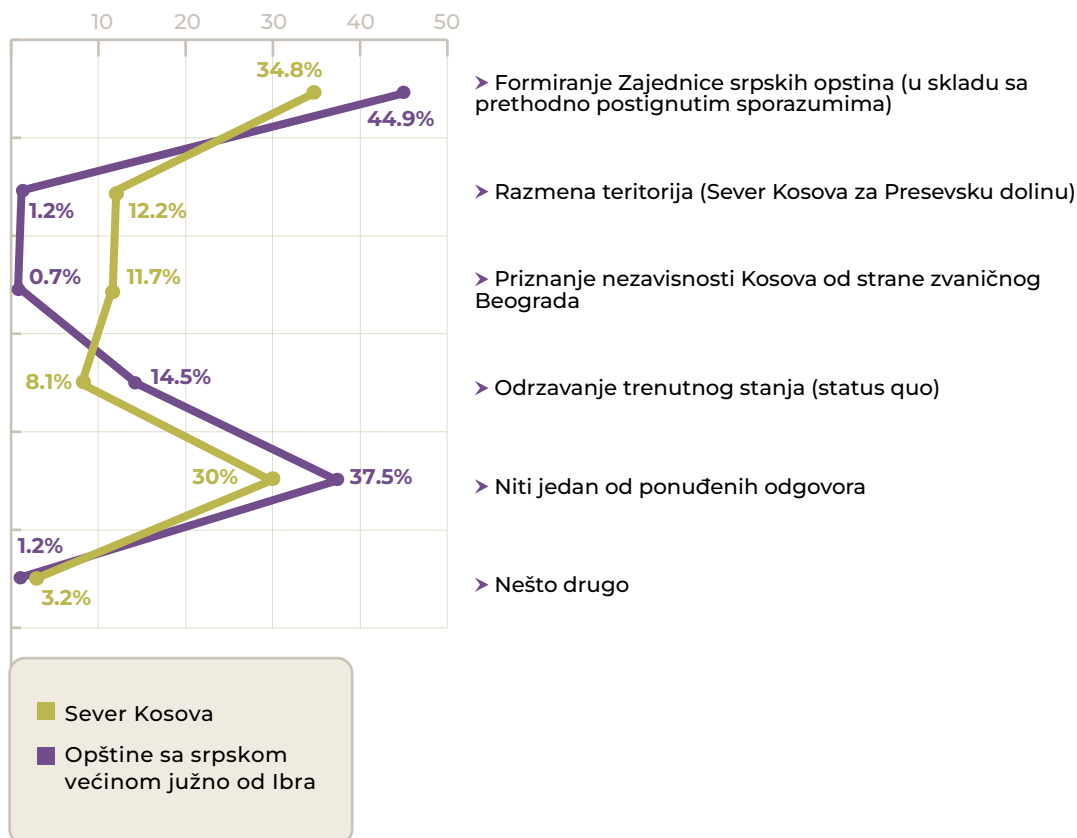 10 20 30 40 50
34.8%
➤ Formiranje Zajednice srpskih opstina (u skladu sa
prethodno postignutim sporazumima)
44.9%
➤ Razmena teritorija (Sever Kosova za Presevsku dolinu)
1.2% 12.2%
0.7% 11.7%
➤ Priznanje nezavisnosti Kosova od strane zvaničnog
Beograda
8.1% 14.5%
➤ Odrzavanje trenutnog stanja (status quo)
30% 37.5%
➤ Niti jedan od ponuđenih odgovora
1.2%
➤ Nešto drugo
3.2%
Sever Kosova
Opštine sa srpskom
većinom južno od Ibra